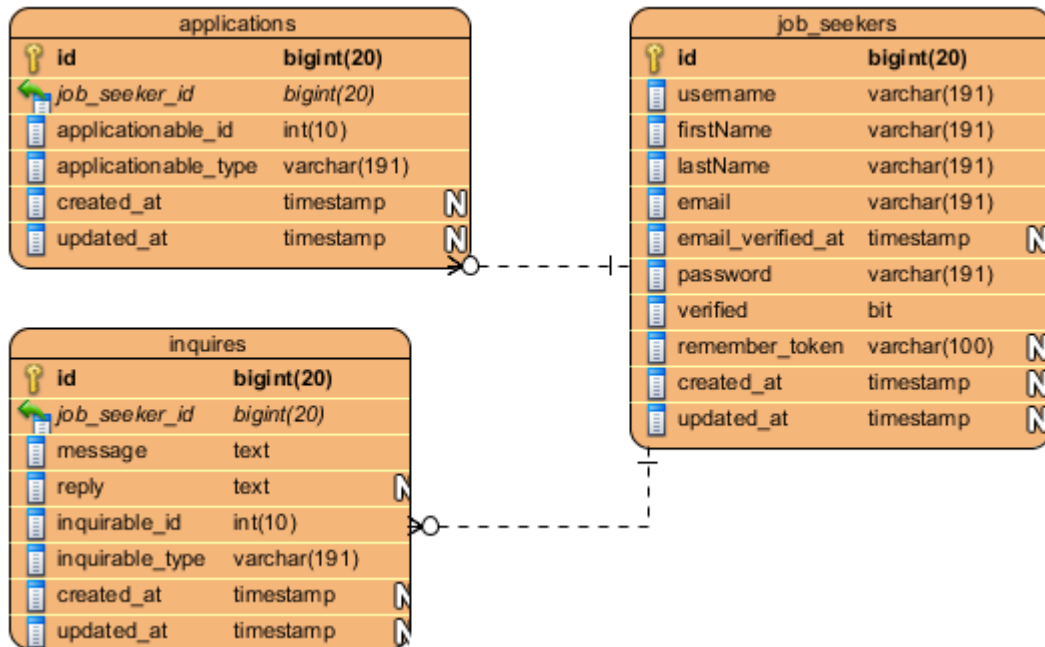 applications
id bigint(20)
job_seeker_id bigint(20)
applicationable_id int(10)
applicationable_type varchar(191)
created_at timestamp N
updated_at timestamp N
job_seekers
id bigint(20)
username varchar(191)
firstName varchar(191)
lastName varchar(191)
email varchar(191)
email_verified_at timestamp N
password varchar(191)
verified bit
remember_token varchar(100) N
created_at timestamp N
updated_at timestamp N
inquires
id bigint(20)
job_seeker_id bigint(20)
message text
reply text N
inquirable_id int(10)
inquirable_type varchar(191)
created_at timestamp N
updated_at timestamp N